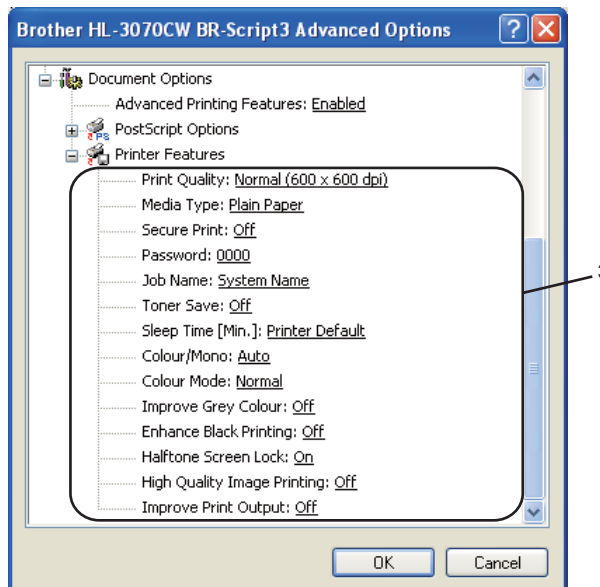 Brother HL-3070CW BR-Script3 Advanced Options
Document Options
Advanced Printing Features: Enabled
PostScript Options
Printer Features
Print Quality: Normal (600 x 600 dpi)
Media Type: Plain Paper
Secure Print: Off
Password: 0000
Job Name: System Name
Toner Save: Off
Sleep Time [Min.]: Printer Default
Colour/Mono: Auto
Colour Mode: Normal
Improve Grey Colour: Off
Enhance Black Printing: Off
Halftone Screen Lock: On
High Quality Image Printing: Off
Improve Print Output: Off
OK Cancel